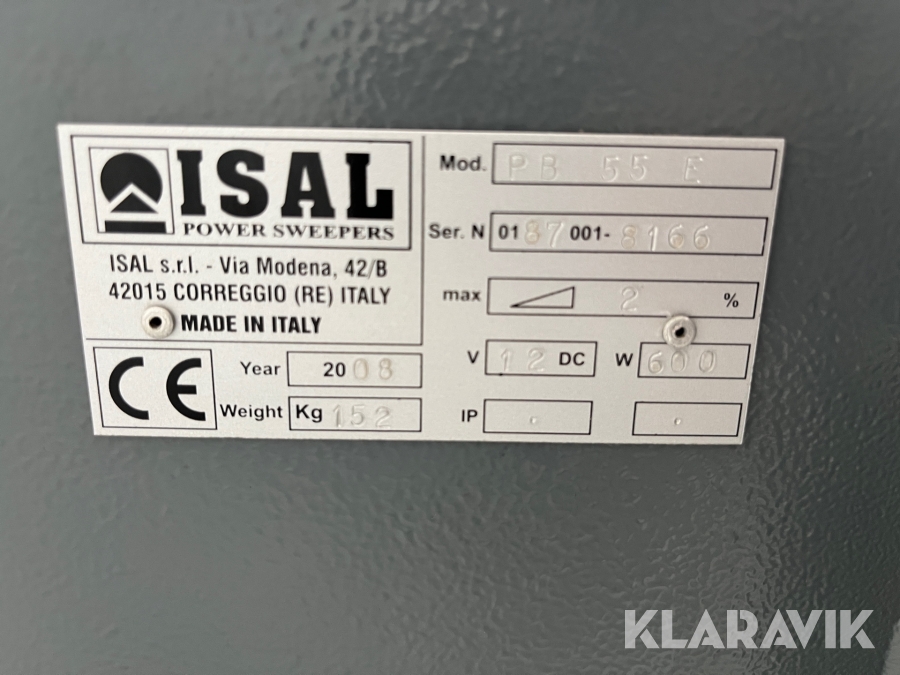 ISAL
POWER SWEEPERS
ISAL s.r.l. - Via Modena, 42/B
42015 CORREGGIO (RE) ITALY
MADE IN ITALY
CE
Year 2008
Weight Kg 152
Mod. PB 55 E
Ser. N 0187001-8166
max 2 %
V 12 DC W 600
IP
KLARAVIK